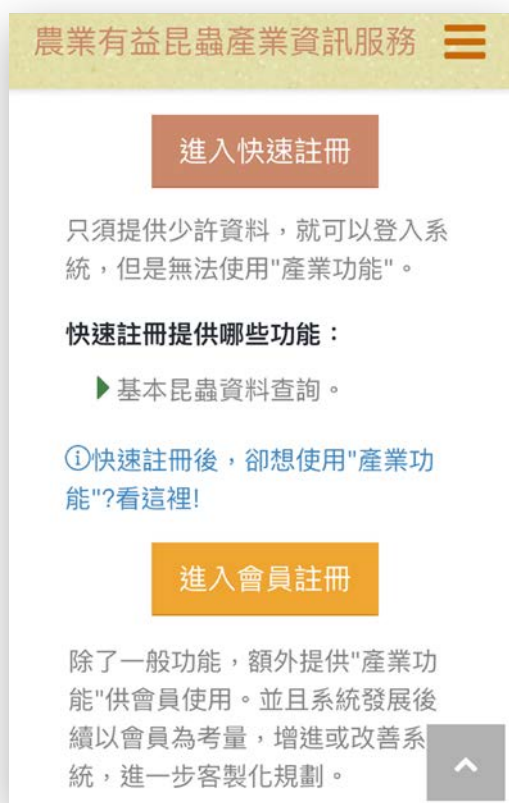 農業有益昆蟲產業資訊服務
進入快速註冊
只須提供少許資料，就可以登入系
統，但是無法使用"產業功能"。
快速註冊提供哪些功能：
基本昆蟲資料查詢。
ⓘ快速註冊後，卻想使用"產業功
能"?看這裡!
進入會員註冊
除了一般功能，額外提供"產業功
能"供會員使用。並且系統發展後
續以會員為考量，增進或改善系
統，進一步客製化規劃。